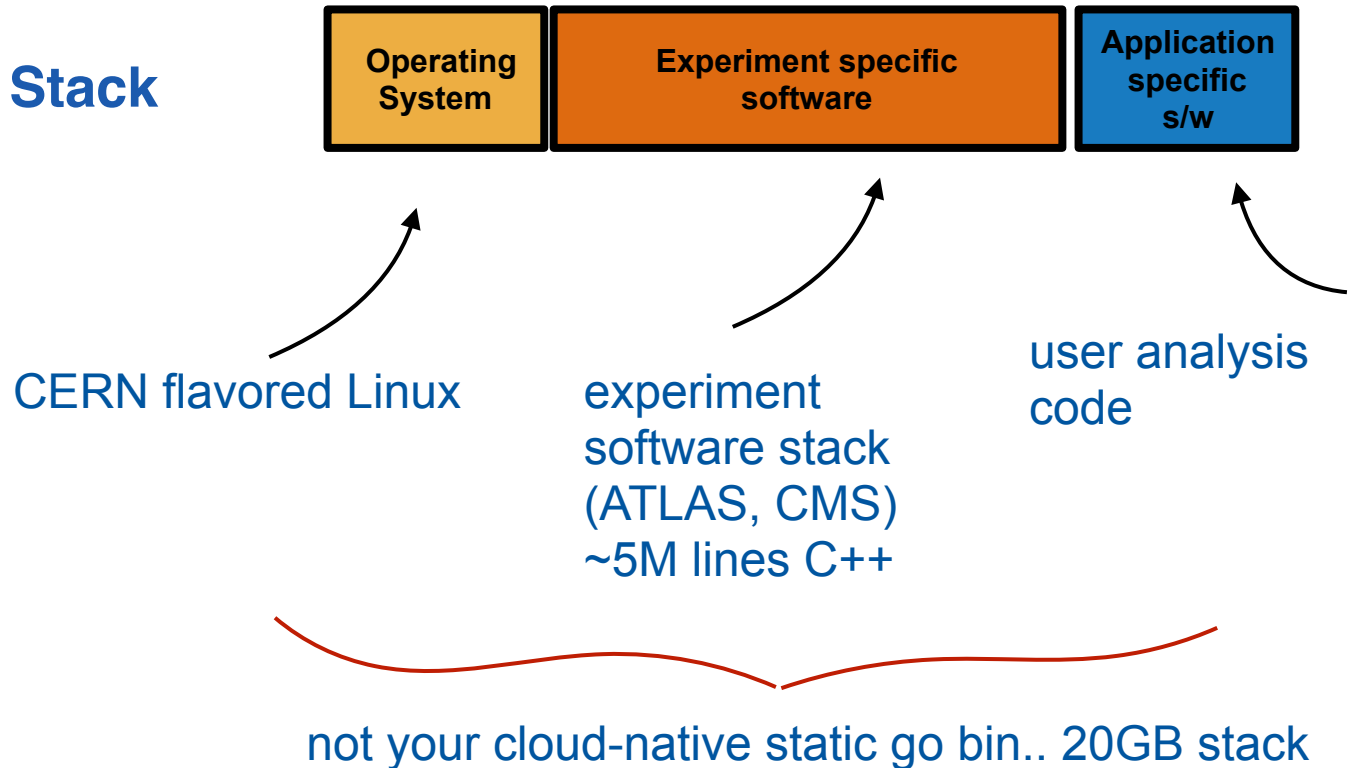 Stack
Operating
System
Experiment specific
software
Application
specific
s/w
CERN flavored Linux
experiment
software stack
(ATLAS, CMS)
~5M lines C++
user analysis
code
not your cloud-native static go bin.. 20GB stack